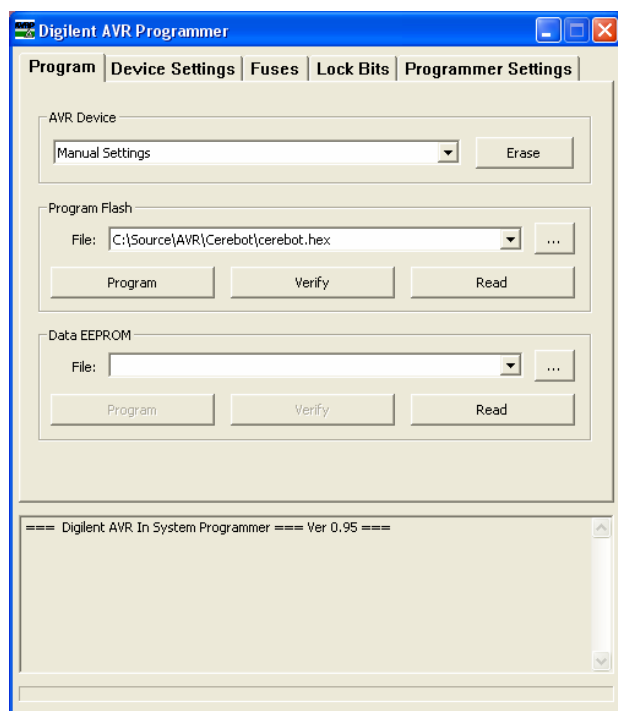 Digilent AVR Programmer
Program Device Settings Fuses Lock Bits Programmer Settings
AVR Device
Manual Settings Erase
Program Flash
File: C:\Source\AVR\Cerebot\cerebot.hex ...
Program Verify Read
Data EEPROM
File: ...
Program Verify Read
=== Digilent AVR In System Programmer === Ver 0.95 ===